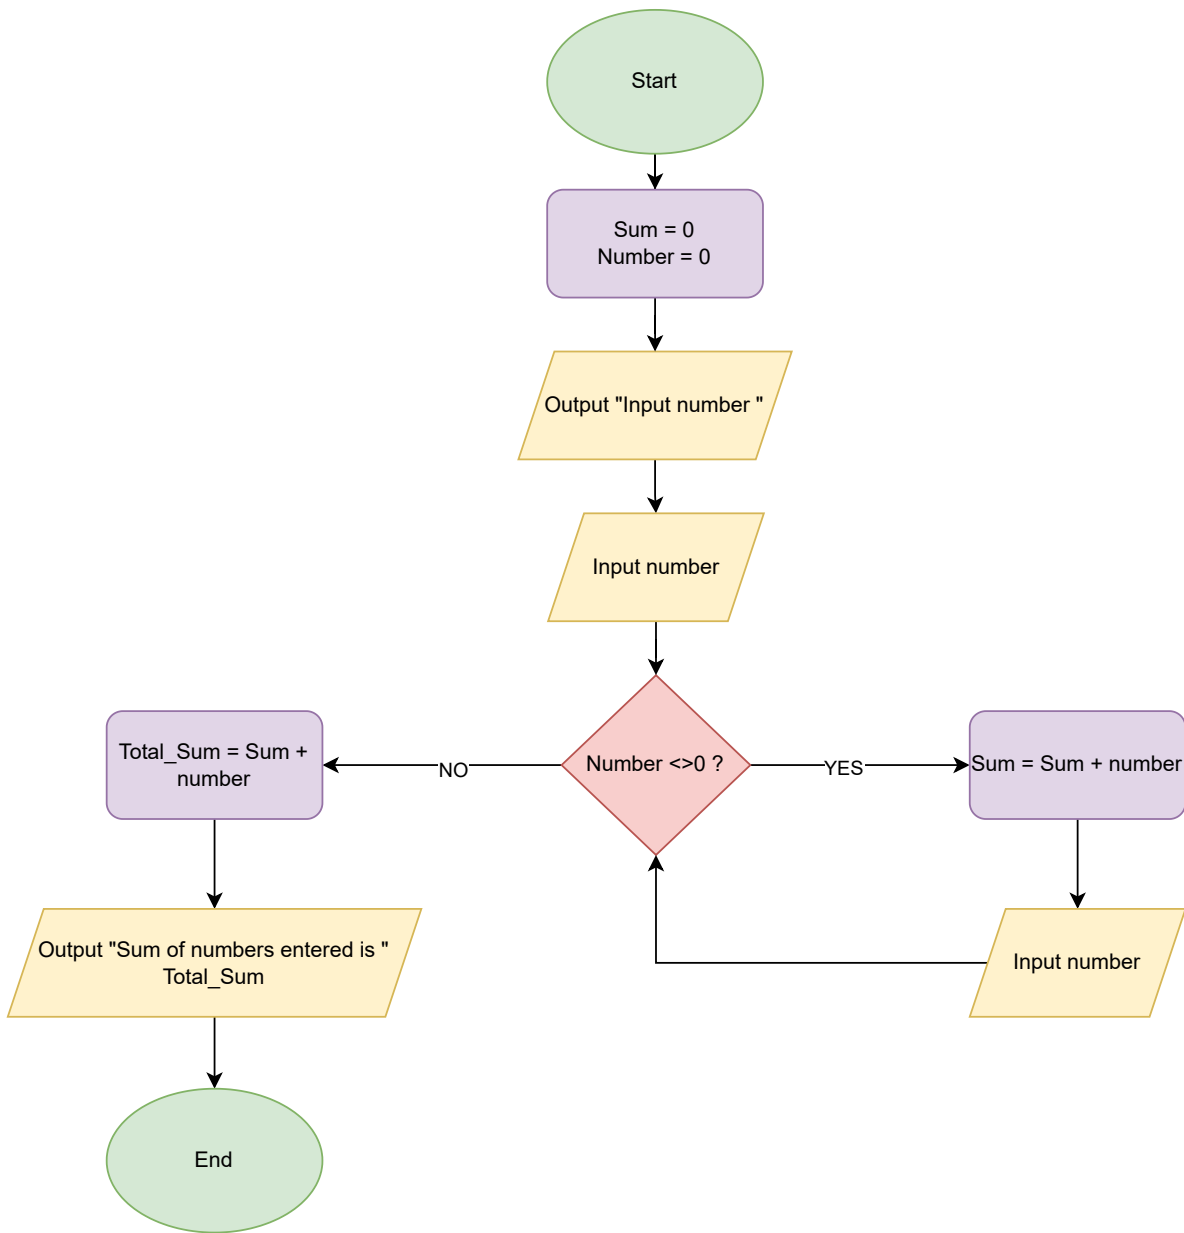 Start
Sum = 0
Number = 0
Output "Input number "
Input number
Number <>0 ?
NO
YES
Total_Sum = Sum +
number
Sum = Sum + number
Output "Sum of numbers entered is "
Total_Sum
Input number
End